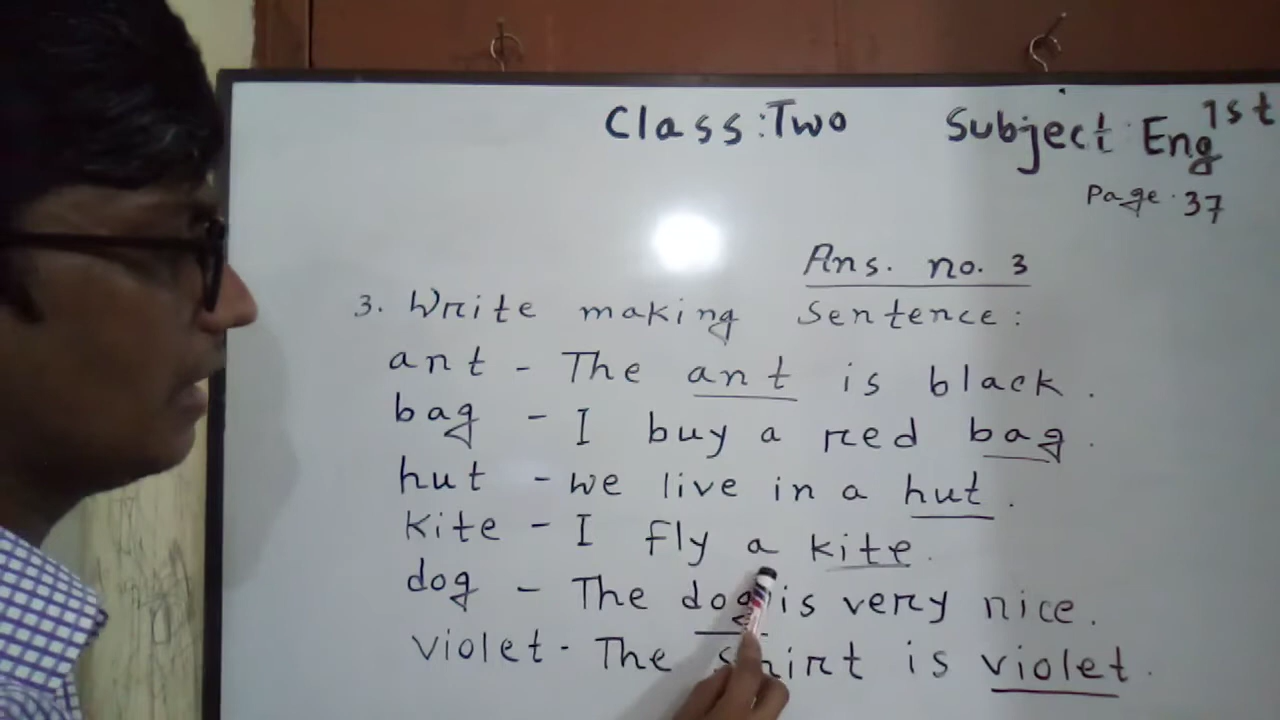 Class: Two Subject: Eng 1st
Page. 37
Ans. no. 3
3. Write making sentence:
ant - The ant is black.
bag - I buy a red bag.
hut - we live in a hut.
kite - I fly a kite.
dog - The dog is very nice.
violet - The shirt is violet.